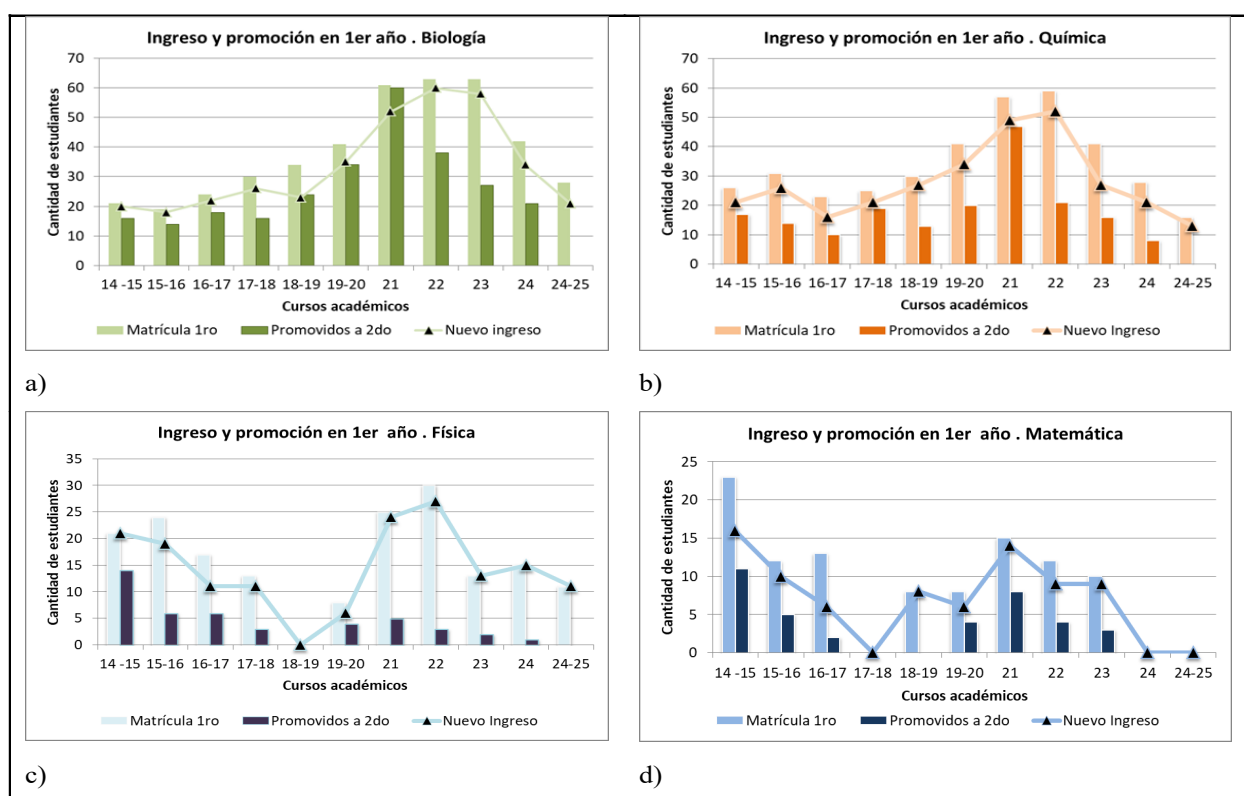 Ingreso y promoción en 1er año . Biología
Cantidad de estudiantes
70
60
50
40
30
20
10
0
14 -15 15-16 16-17 17-18 18-19 19-20 21 22 23 24 24-25
Cursos académicos
Matrícula 1ro Promovidos a 2do Nuevo ingreso
a)
Ingreso y promoción en 1er año . Química
Cantidad de estudiantes
70
60
50
40
30
20
10
0
14 -15 15-16 16-17 17-18 18-19 19-20 21 22 23 24 24-25
Cursos académicos
Matrícula 1ro Promovidos a 2do Nuevo Ingreso
b)
Ingreso y promoción en 1er año . Física
Cantidad de estudiantes
35
30
25
20
15
10
5
0
14 -15 15-16 16-17 17-18 18-19 19-20 21 22 23 24 24-25
Cursos académicos
Matrícula 1ro Promovidos a 2do Nuevo Ingreso
c)
Ingreso y promoción en 1er año . Matemática
Cantidad de estudiantes
25
20
15
10
5
0
14 -15 15-16 16-17 17-18 18-19 19-20 21 22 23 24 24-25
Cursos académicos
Matrícula 1ro Promovidos a 2do Nuevo Ingreso
d)